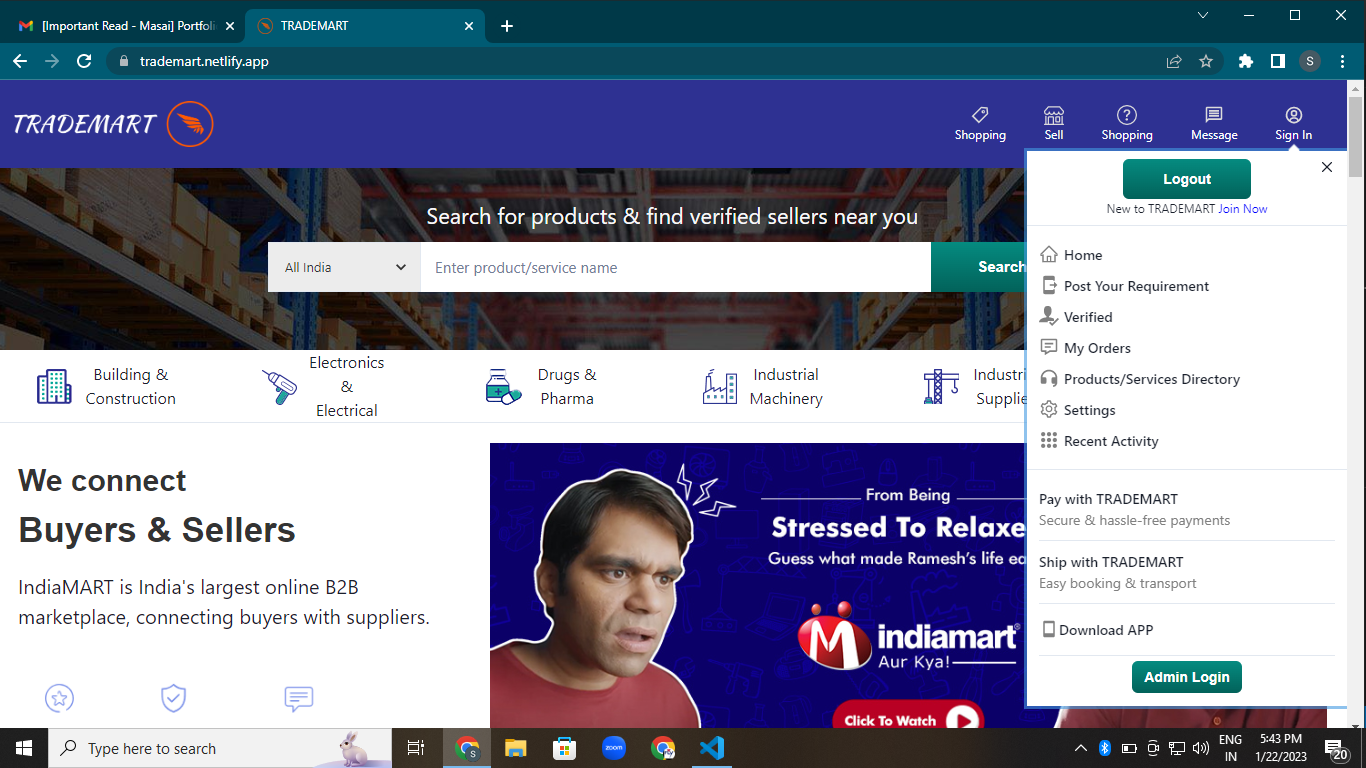 [Important Read - Masai] Portfoli
TRADEMART
trademart.netlify.app
S
TRADEMART
Shopping
Sell
Shopping
Message
Sign In
Logout
New to TRADEMART Join Now
Search for products & find verified sellers near you
All India
Enter product/service name
Search
Home
Post Your Requirement
Verified
My Orders
Products/Services Directory
Settings
Recent Activity
Building &
Construction
Electronics
&
Electrical
Drugs &
Pharma
Industrial
Machinery
Industri
Supplie
We connect
Buyers & Sellers
IndiaMART is India's largest online B2B
marketplace, connecting buyers with suppliers.
From Being
Stressed To Relaxe
Guess what made Ramesh's life ea
indiamart®
Aur Kya!
Click To Watch
Pay with TRADEMART
Secure & hassle-free payments
Ship with TRADEMART
Easy booking & transport
Download APP
Admin Login
Type here to search
S
zoom
ENG
IN
5:43 PM
1/22/2023
20